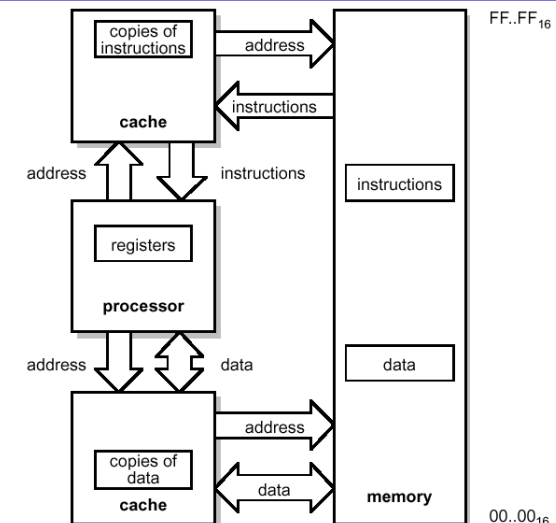 copies of
instructions
cache
address
FF..FF16
instructions
address
instructions
instructions
registers
processor
address
data
data
address
copies of
data
cache
data
memory
00..0016